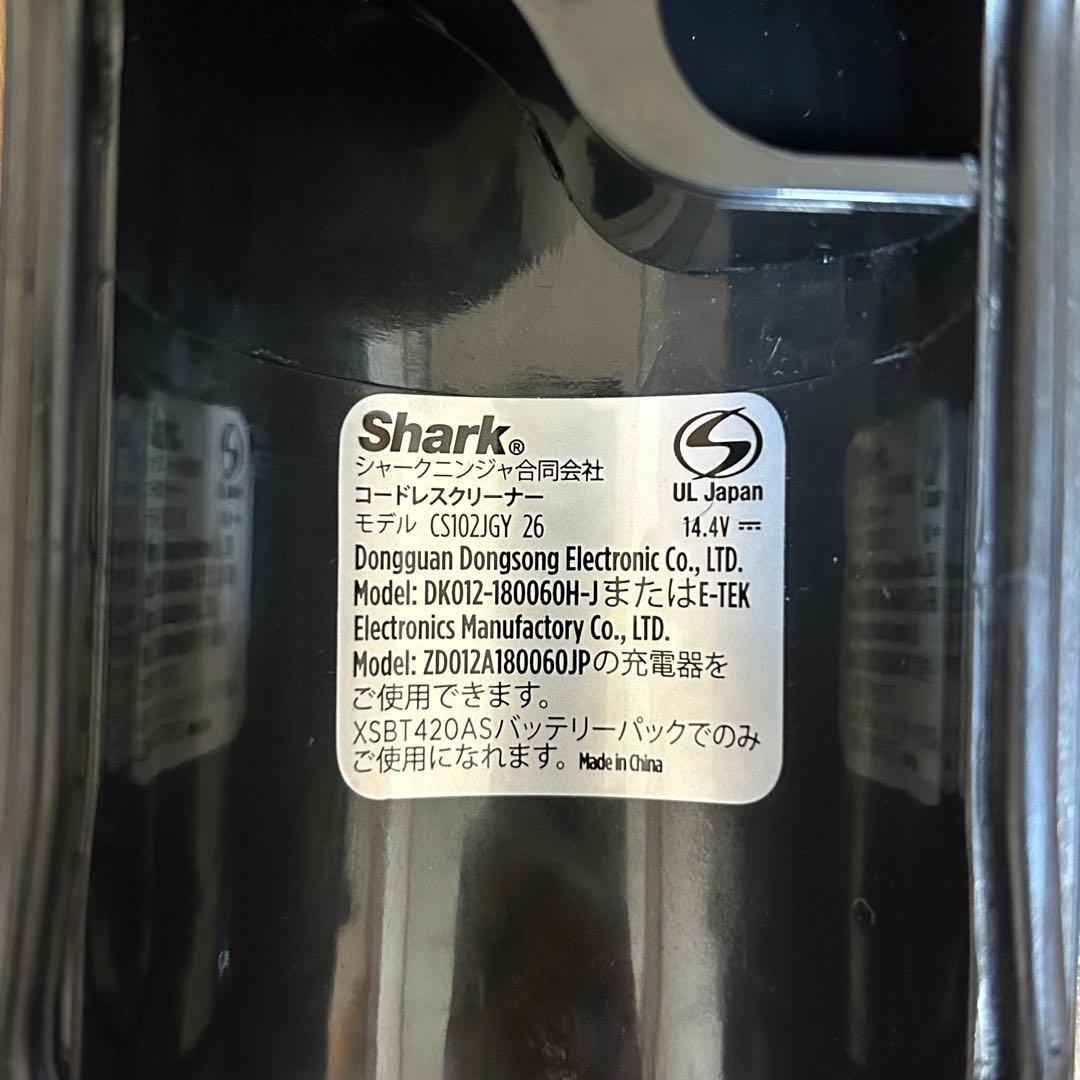 Shark®
シャークニンジャ合同会社
コードレスクリーナー
UL Japan
モデル CS102JGY 26
14.4V ⎓
Dongguan Dongsong Electronic Co., LTD.
Model: DK012-180060H-JまたはE-TEK
Electronics Manufactory Co., LTD.
Model: ZD012A180060JPの充電器を
ご使用できます。
XSBT420ASバッテリーパックでのみ
ご使用になれます。 Made in China